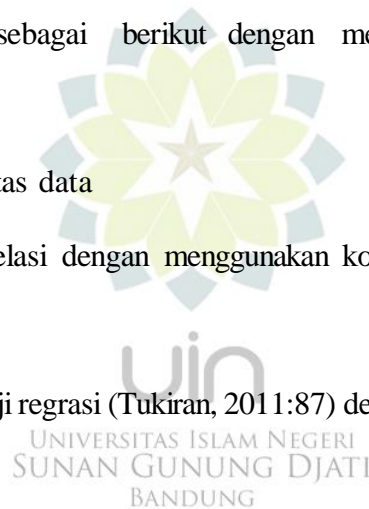 sebagai berikut dengan me
tas data
elasi dengan menggunakan ko
ji regrasi (Tukiran, 2011:87) de
uin
UNIVERSITAS ISLAM NEGERI
SUNAN GUNUNG DJATI
BANDUNG